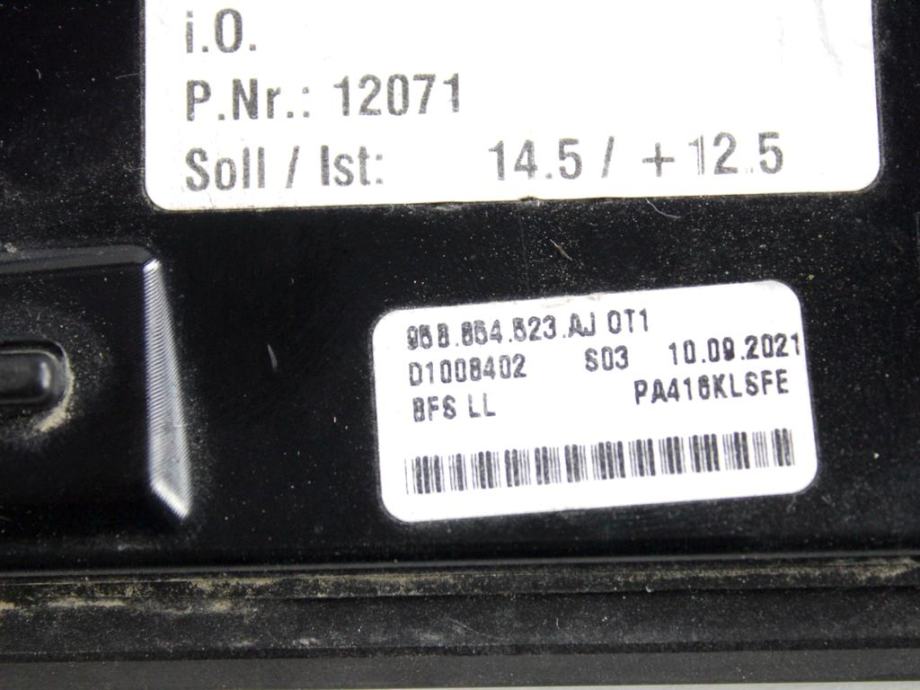 i.O.
P.Nr.: 12071
Soll / Ist: 14.5 / +12.5
958.854.523.AJ OT1
D1008402 S03 10.09.2021
BFS LL PA416KLSFE